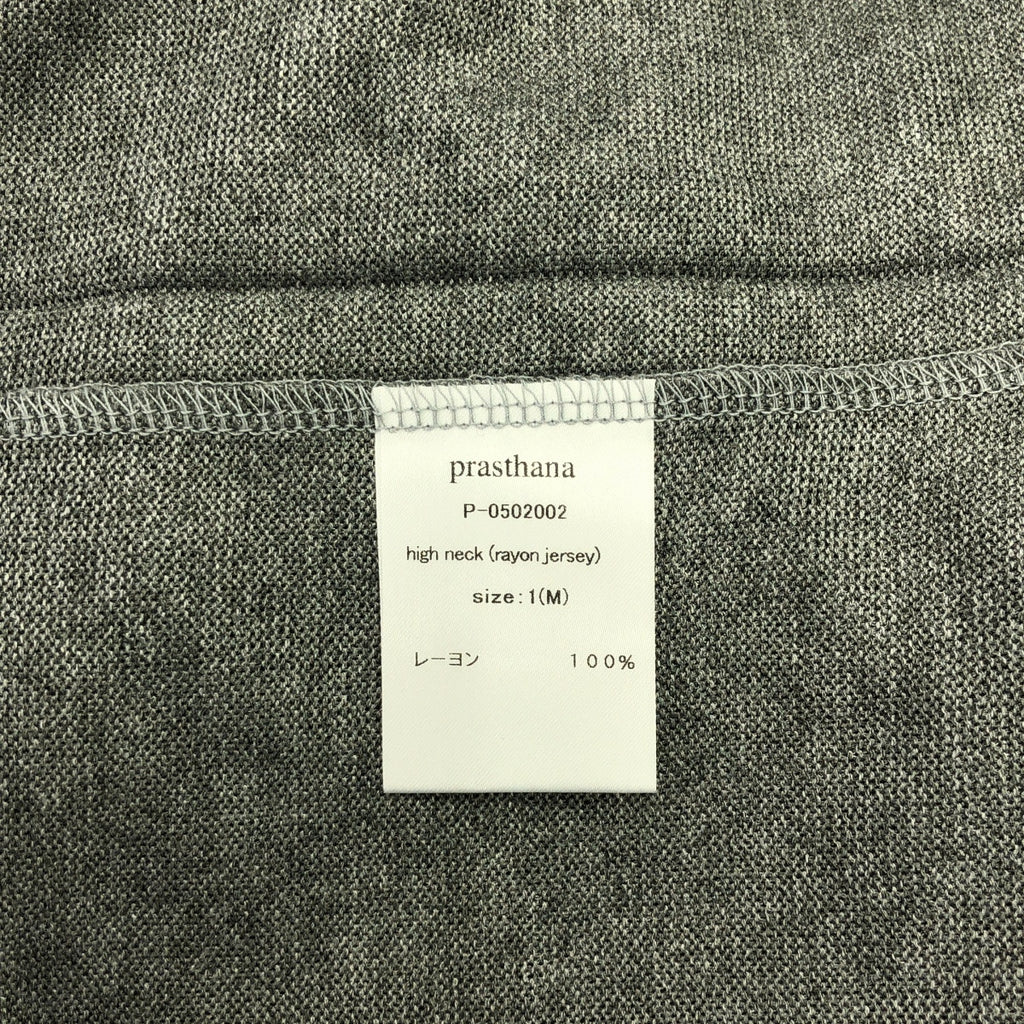 prasthana
P-0502002
high neck (rayon jersey)
size:1(M)
レーヨン 100%